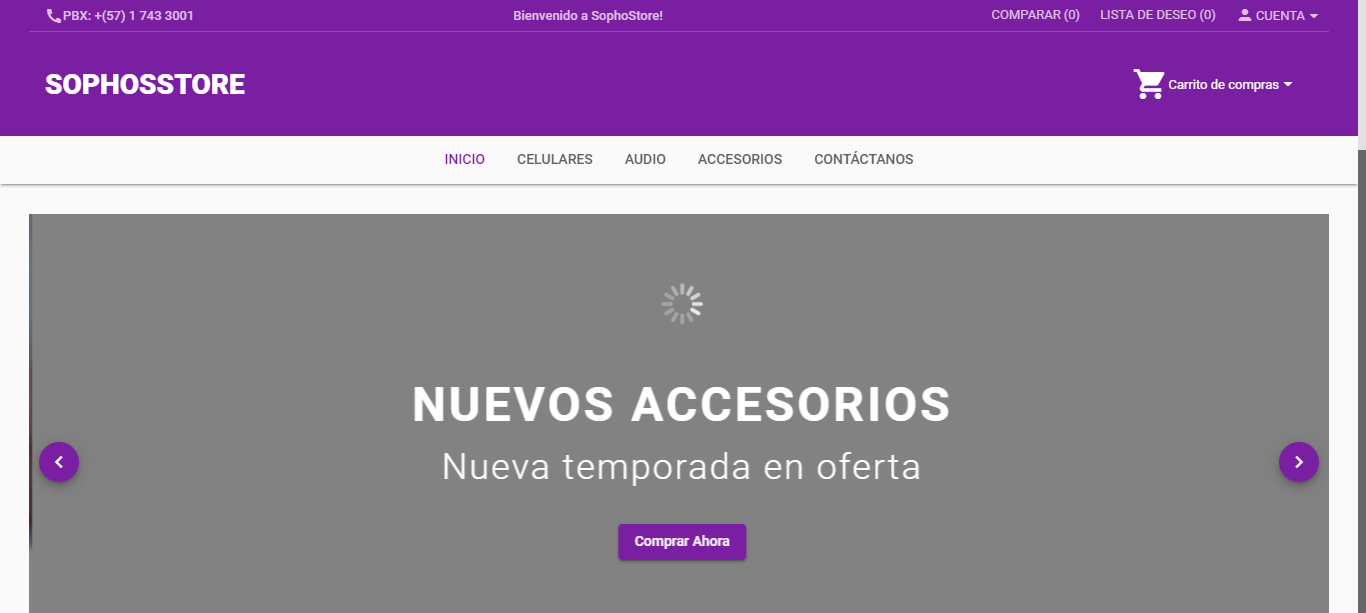 PBX: +(57) 1 743 3001
Bienvenido a SophoStore!
COMPARAR (0)
LISTA DE DESEO (0)
CUENTA
SOPHOSSTORE
Carrito de compras
INICIO
CELULARES
AUDIO
ACCESORIOS
CONTÁCTANOS
NUEVOS ACCESORIOS
Nueva temporada en oferta
Comprar Ahora